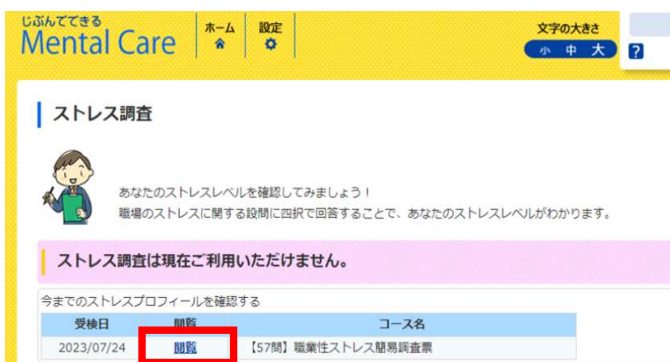 じぶんでできる
Mental Care
ホーム
設定
文字の大きさ
小 中 大
?
ストレス調査
あなたのストレスレベルを確認してみましょう!
職場のストレスに関する設問に四択で回答することで、あなたのストレスレベルがわかります。
ストレス調査は現在ご利用いただけません。
今までのストレスプロフィールを確認する
受検日 閲覧 コース名
2023/07/24 閲覧 【57問】職業性ストレス簡易調査票